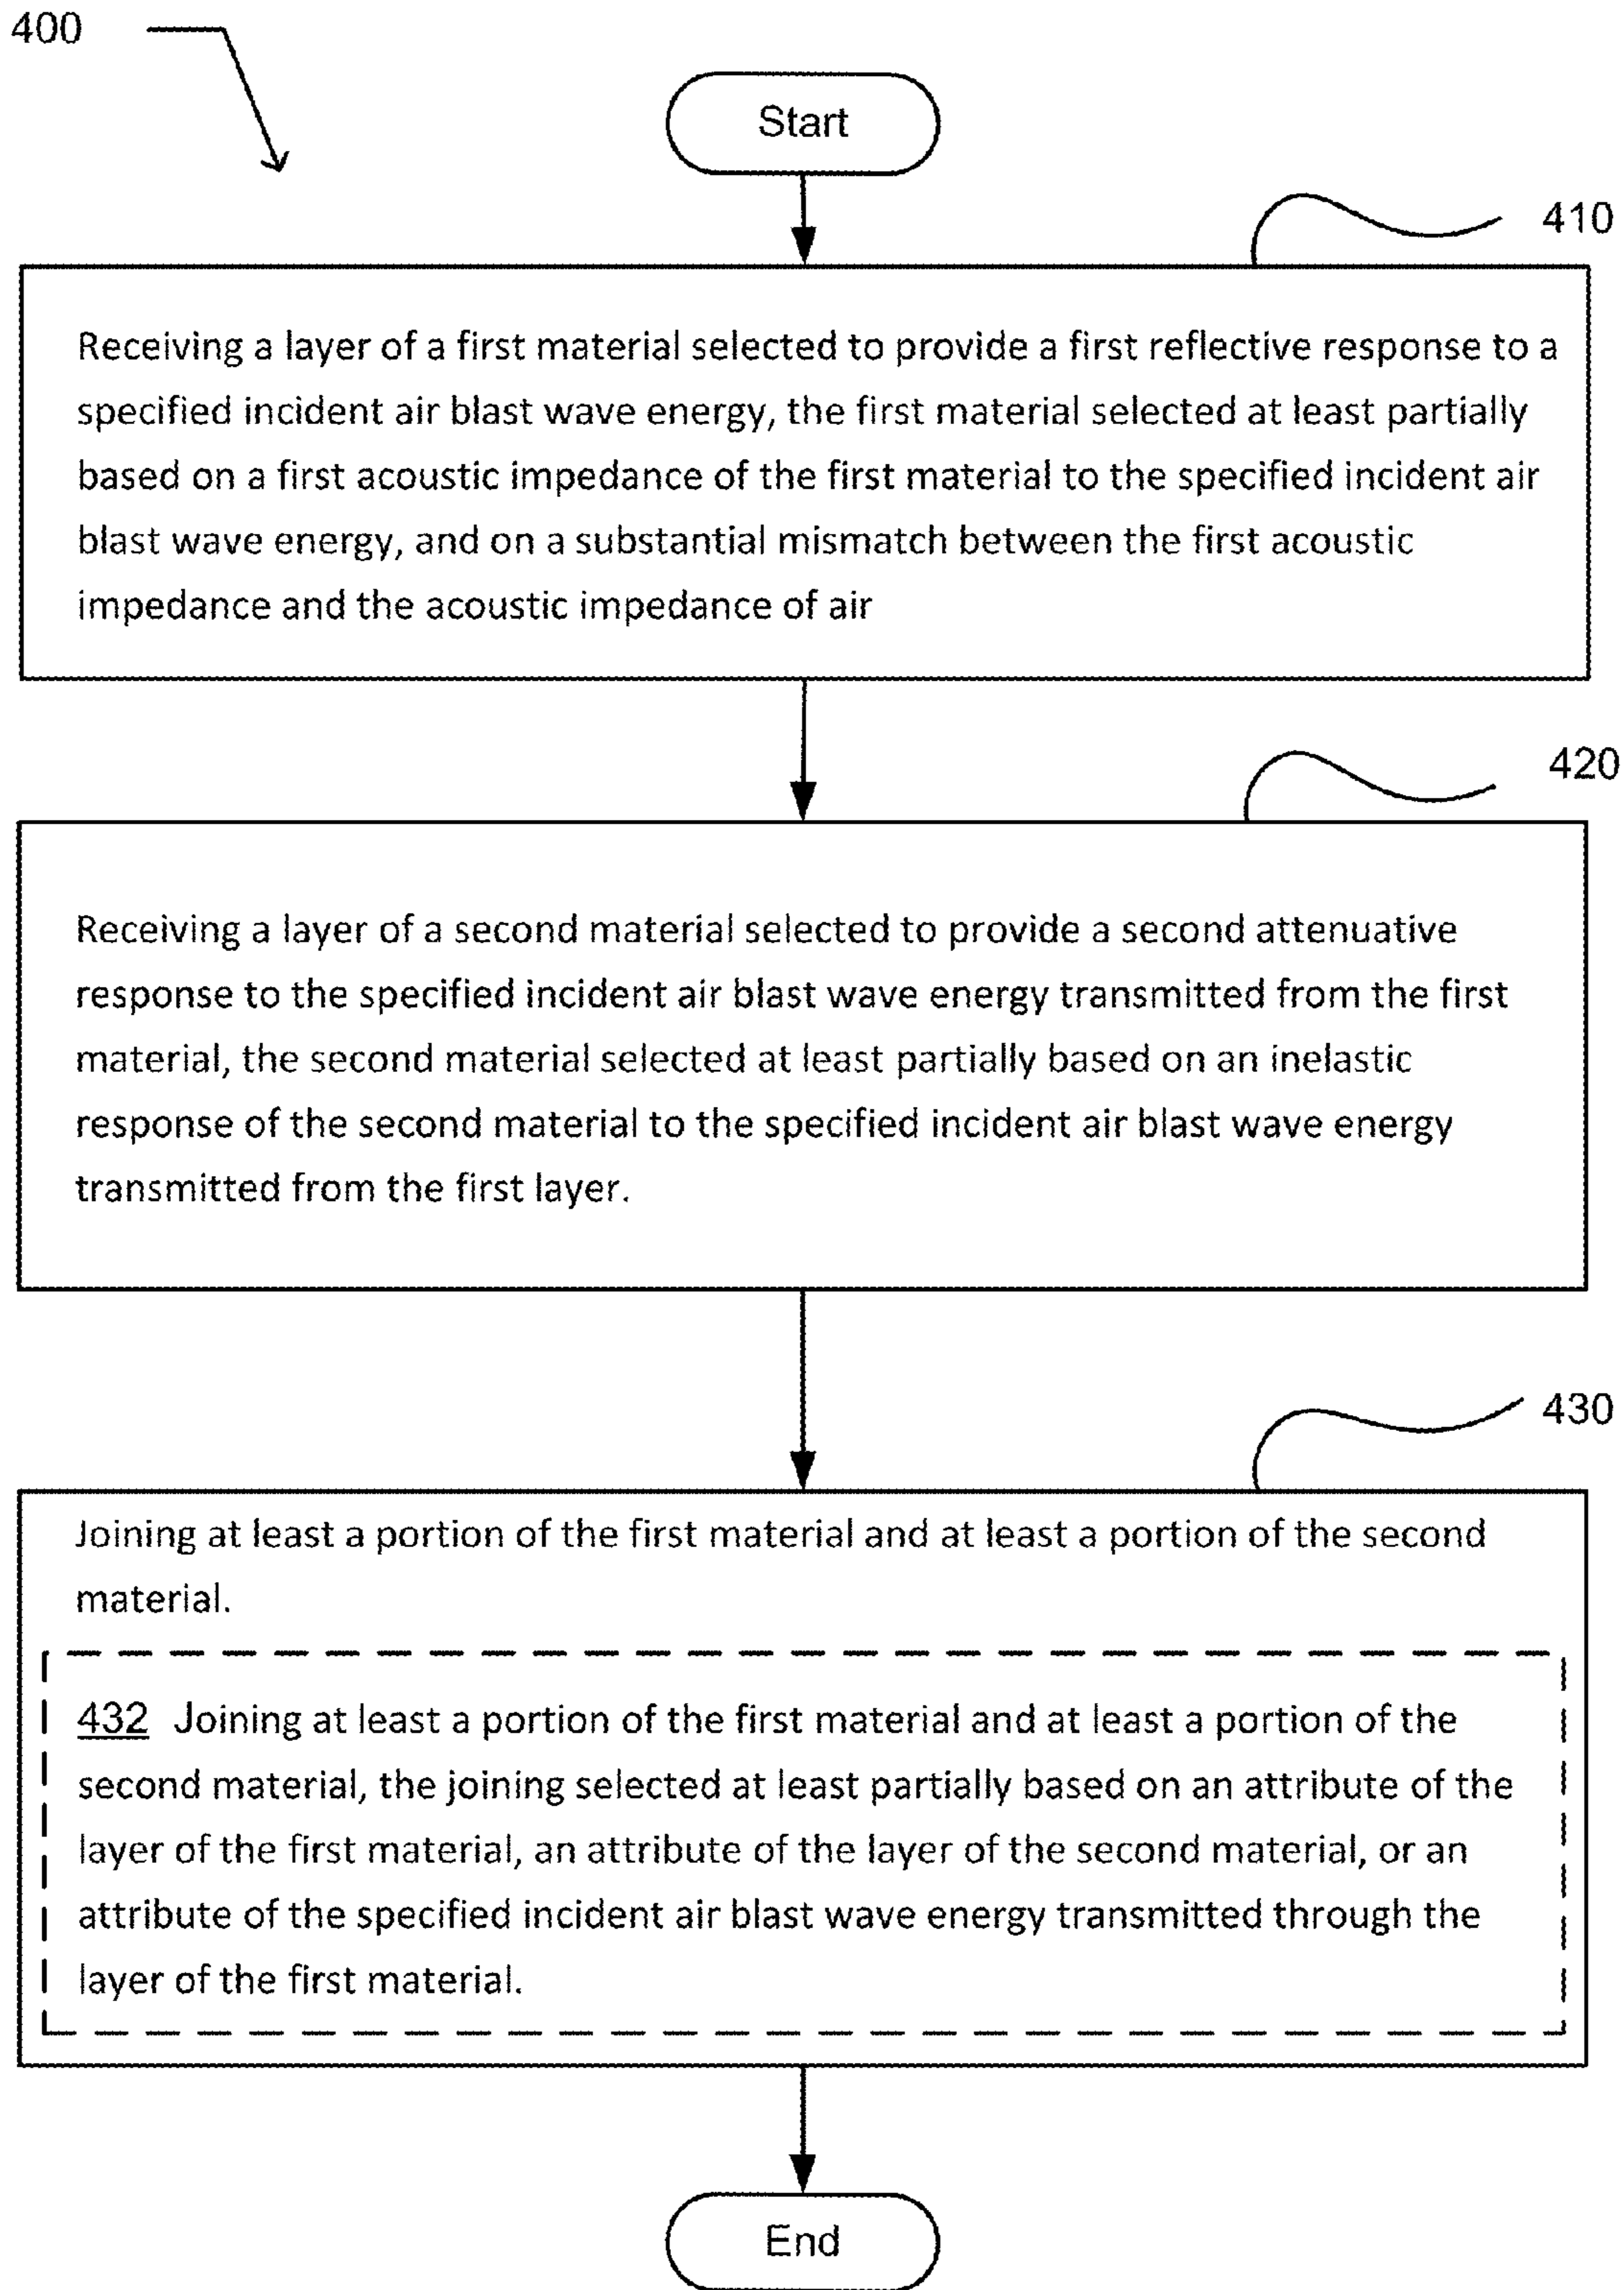 400
Start
410
Receiving a layer of a first material selected to provide a first reflective response to a
specified incident air blast wave energy, the first material selected at least partially
based on a first acoustic impedance of the first material to the specified incident air
blast wave energy, and on a substantial mismatch between the first acoustic
impedance and the acoustic impedance of air
420
Receiving a layer of a second material selected to provide a second attenuative
response to the specified incident air blast wave energy transmitted from the first
material, the second material selected at least partially based on an inelastic
response of the second material to the specified incident air blast wave energy
transmitted from the first layer.
430
Joining at least a portion of the first material and at least a portion of the second
material.
432 Joining at least a portion of the first material and at least a portion of the
second material, the joining selected at least partially based on an attribute of the
layer of the first material, an attribute of the layer of the second material, or an
attribute of the specified incident air blast wave energy transmitted through the
layer of the first material.
End